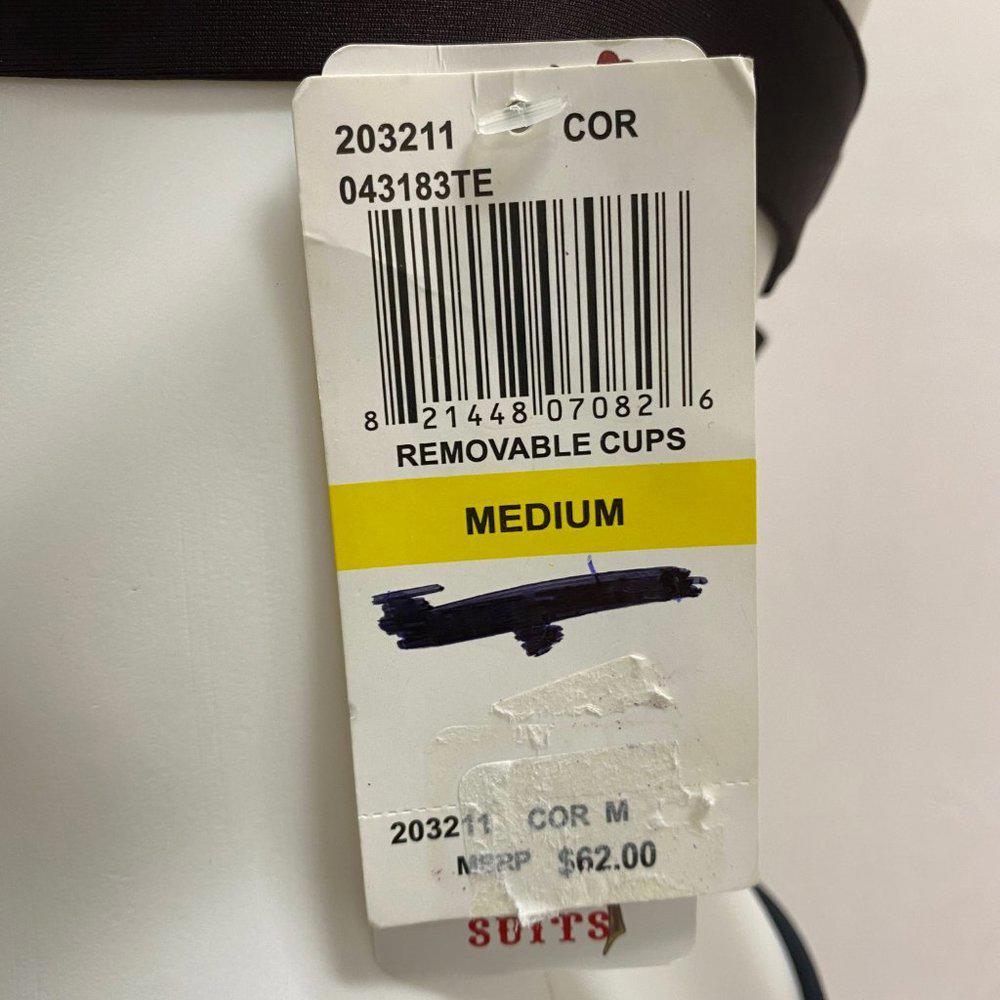 203211 COR
043183TE
8 21448 07082 6
REMOVABLE CUPS
MEDIUM
203211 COR M
MSRP $62.00
SUITS